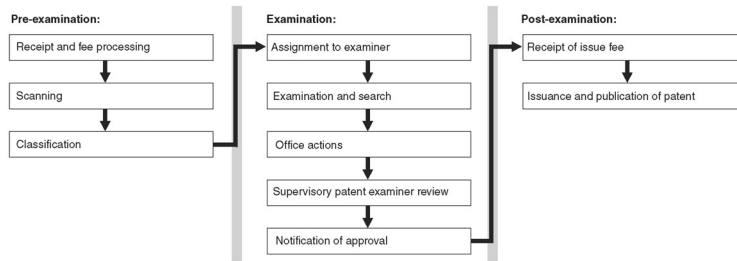 Pre-examination:
Receipt and fee processing
Scanning
Classification
Examination:
Assignment to examiner
Examination and search
Office actions
Supervisory patent examiner review
Notification of approval
Post-examination:
Receipt of issue fee
Issuance and publication of patent